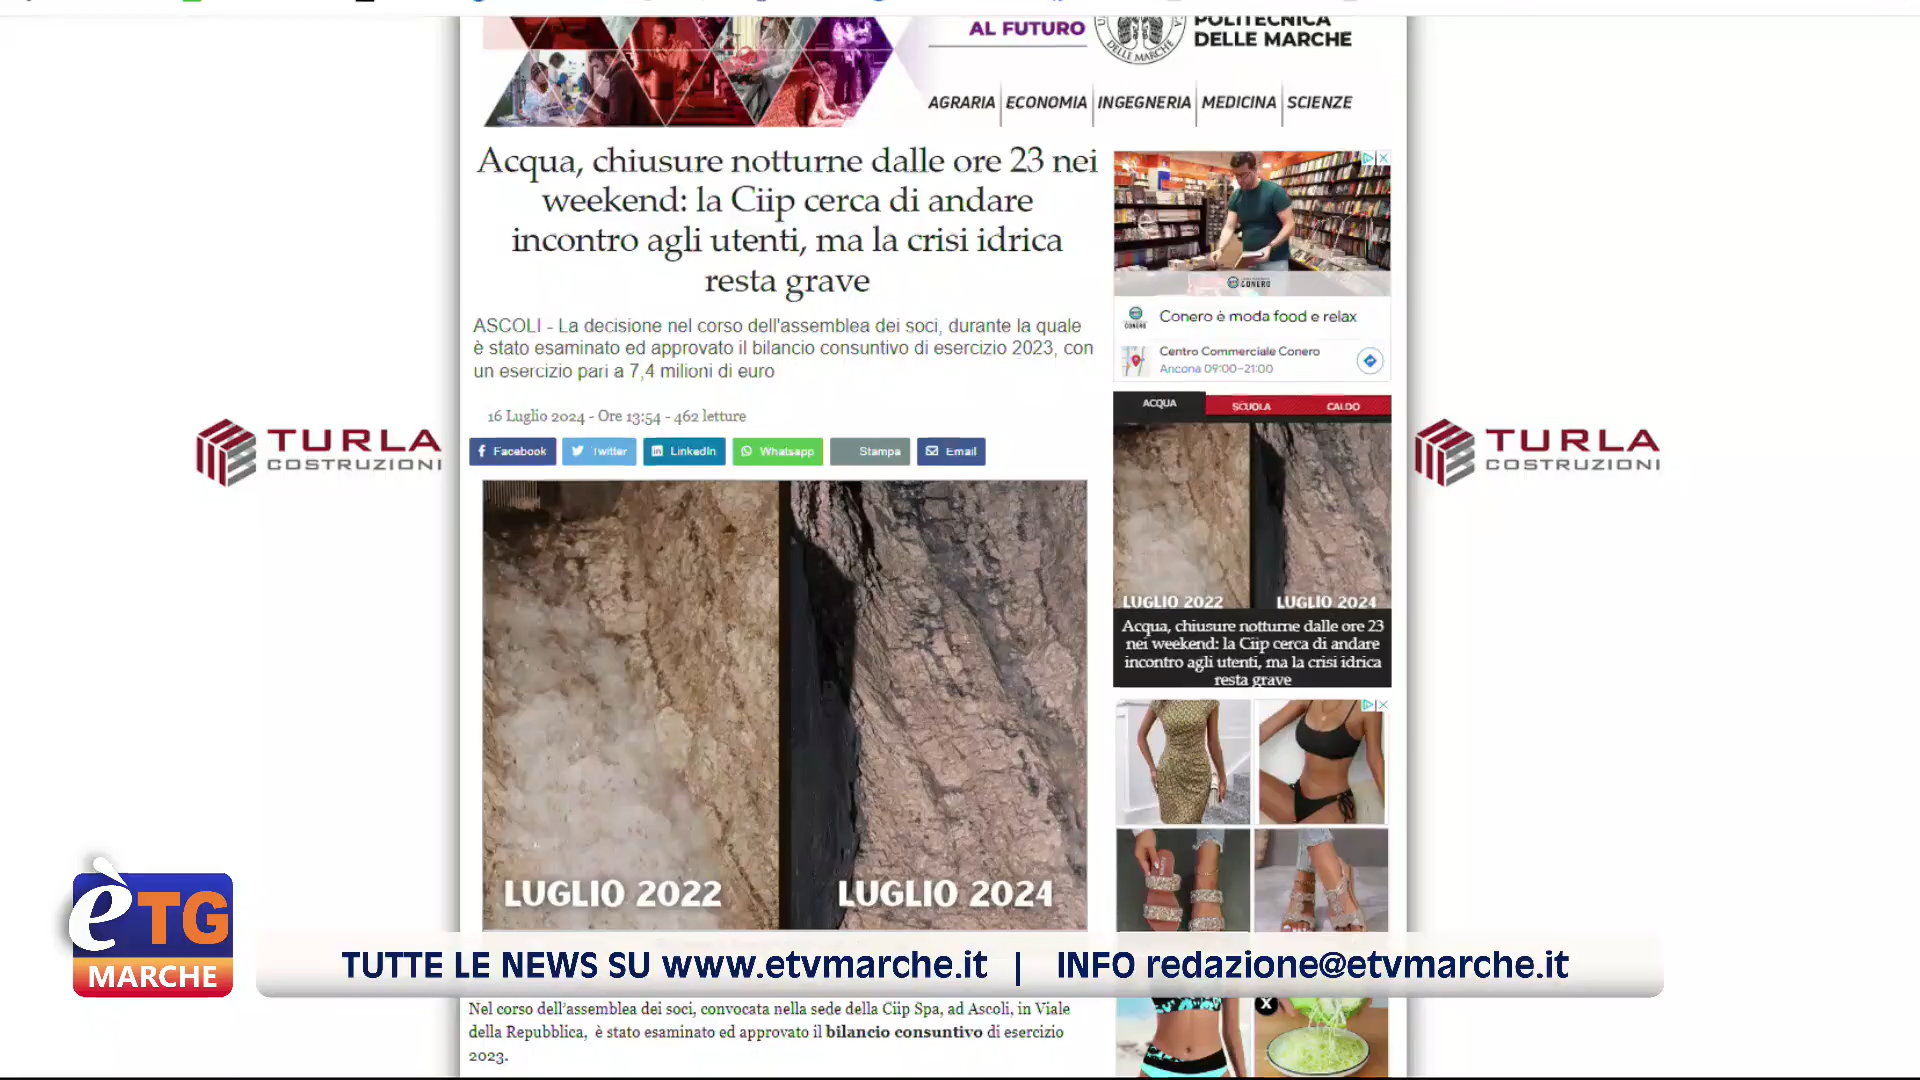 AL FUTURO
POLITECNICA
DELLE MARCHE
AGRARIA
ECONOMIA
INGEGNERIA
MEDICINA
SCIENZE
Acqua, chiusure notturne dalle ore 23 nei
weekend: la Ciip cerca di andare
incontro agli utenti, ma la crisi idrica
resta grave
ASCOLI - La decisione nel corso dell'assemblea dei soci, durante la quale
è stato esaminato ed approvato il bilancio consuntivo di esercizio 2023, con
un esercizio pari a 7,4 milioni di euro
16 Luglio 2024 - Ore 13:54 - 462 letture
Facebook
Twitter
LinkedIn
Whatsapp
Stampa
Email
LUGLIO 2022
LUGLIO 2024
CONERO
Conero è moda food e relax
Centro Commerciale Conero
Ancona 09:00–21:00
ACQUA
SCUOLA
CALDO
LUGLIO 2022
LUGLIO 2024
Acqua, chiusure notturne dalle ore 23
nei weekend: la Ciip cerca di andare
incontro agli utenti, ma la crisi idrica
resta grave
TURLA
COSTRUZIONI
TURLA
COSTRUZIONI
èTG
MARCHE
TUTTE LE NEWS SU www.etvmarche.it | INFO redazione@etvmarche.it
Nel corso dell'assemblea dei soci, convocata nella sede della Ciip Spa, ad Ascoli, in Viale
della Repubblica, è stato esaminato ed approvato il bilancio consuntivo di esercizio
2023.